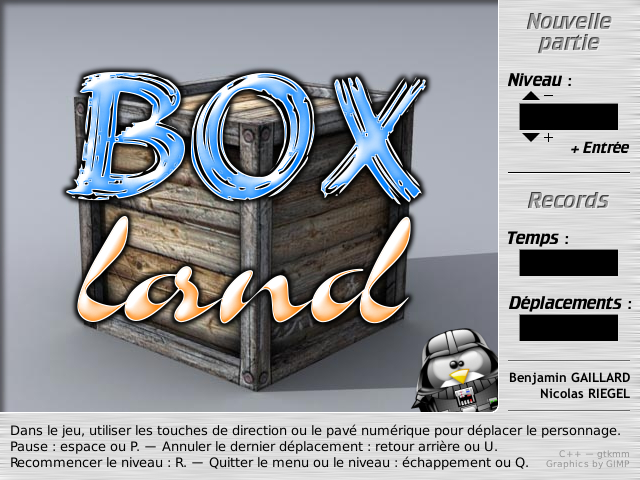 BOX
land
Nouvelle
partie
Niveau :
−
+
+ Entrée
Records
Temps :
Déplacements :
Benjamin GAILLARD
Nicolas RIEGEL
Dans le jeu, utiliser les touches de direction ou le pavé numérique pour déplacer le personnage.
Pause : espace ou P. — Annuler le dernier déplacement : retour arrière ou U.
Recommencer le niveau : R. — Quitter le menu ou le niveau : échappement ou Q.
C++ — gtkmm
Graphics by GIMP